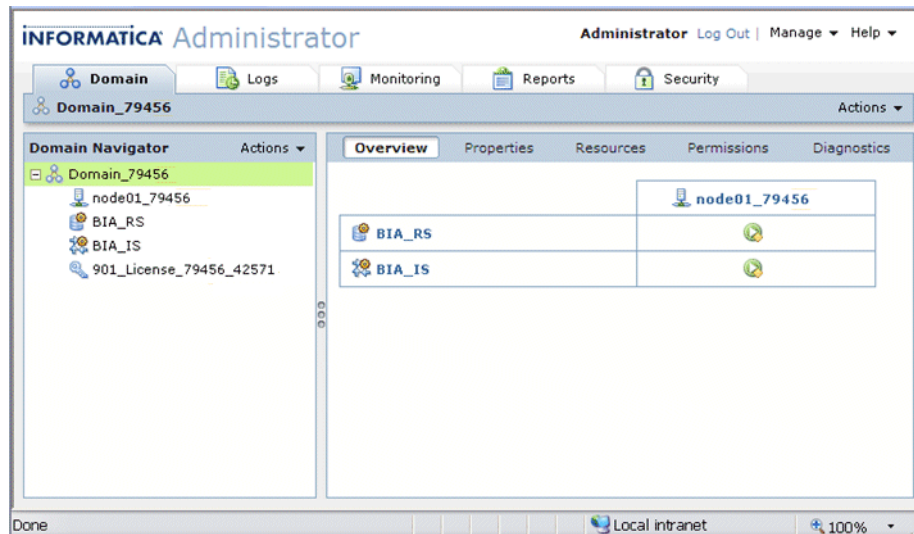 INFORMATICA Administrator Administrator Log Out | Manage Help
Domain Logs Monitoring Reports Security
Domain_79456 Actions
Domain Navigator Actions Overview Properties Resources Permissions Diagnostics
Domain_79456
node01_79456
BIA_RS
BIA_IS
901_License_79456_42571
node01_79456
BIA_RS
BIA_IS
Done Local intranet 100%